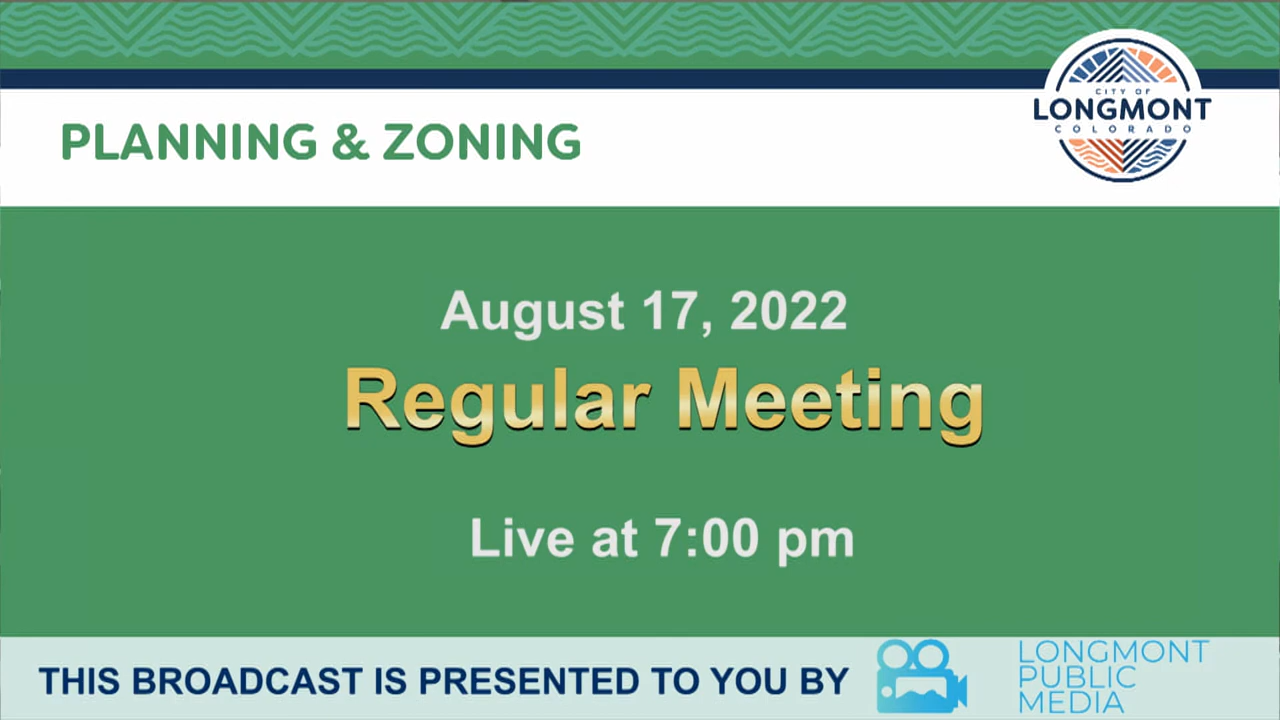 CITY OF
LONGMONT
COLORADO
PLANNING & ZONING
August 17, 2022
Regular Meeting
Live at 7:00 pm
THIS BROADCAST IS PRESENTED TO YOU BY
LONGMONT
PUBLIC
MEDIA